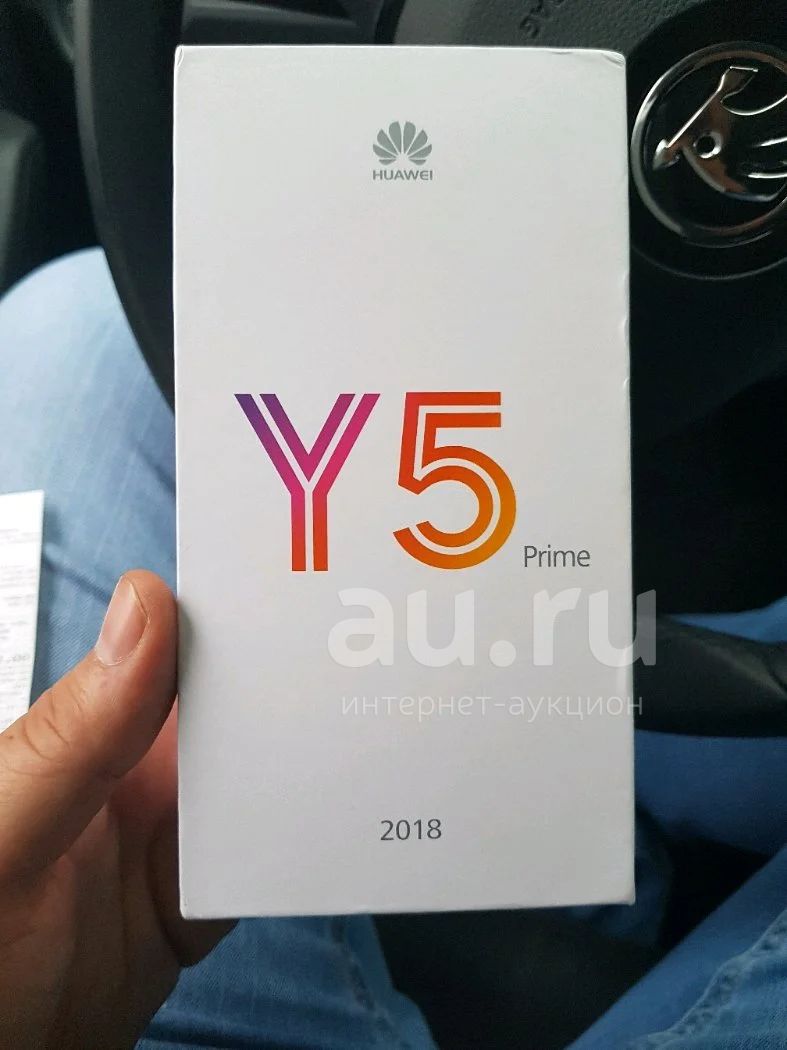 HUAWEI
Y5 Prime
au.ru
интернет-аукцион
2018